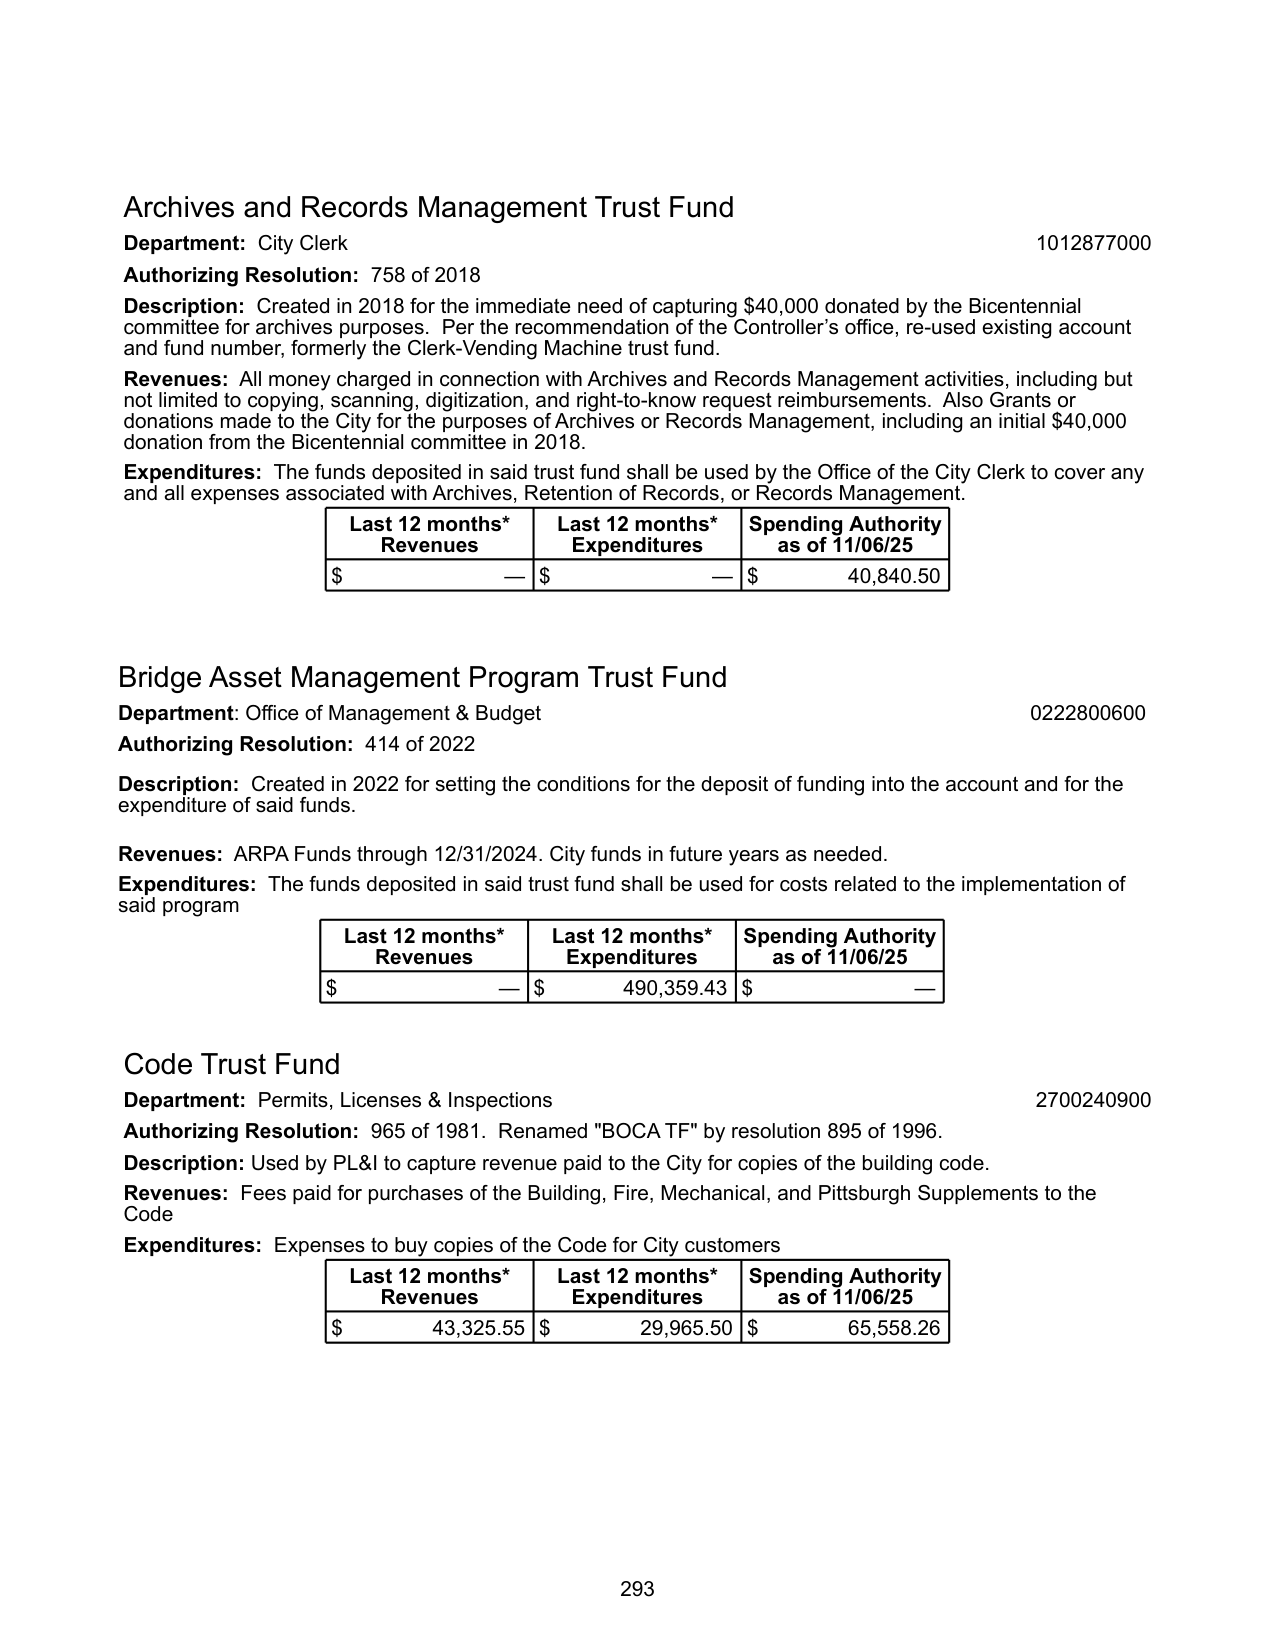 Archives and Records Management Trust Fund
Department: City Clerk 1012877000
Authorizing Resolution: 758 of 2018
Description: Created in 2018 for the immediate need of capturing $40,000 donated by the Bicentennial
committee for archives purposes. Per the recommendation of the Controller’s office, re-used existing account
and fund number, formerly the Clerk-Vending Machine trust fund.
Revenues: All money charged in connection with Archives and Records Management activities, including but
not limited to copying, scanning, digitization, and right-to-know request reimbursements. Also Grants or
donations made to the City for the purposes of Archives or Records Management, including an initial $40,000
donation from the Bicentennial committee in 2018.
Expenditures: The funds deposited in said trust fund shall be used by the Office of the City Clerk to cover any
and all expenses associated with Archives, Retention of Records, or Records Management.
Last 12 months* Last 12 months* Spending Authority
Revenues Expenditures as of 11/06/25
$ — $ — $ 40,840.50
Bridge Asset Management Program Trust Fund
Department: Office of Management & Budget 0222800600
Authorizing Resolution: 414 of 2022
Description: Created in 2022 for setting the conditions for the deposit of funding into the account and for the
expenditure of said funds.
Revenues: ARPA Funds through 12/31/2024. City funds in future years as needed.
Expenditures: The funds deposited in said trust fund shall be used for costs related to the implementation of
said program
Last 12 months* Last 12 months* Spending Authority
Revenues Expenditures as of 11/06/25
$ — $ 490,359.43 $ —
Code Trust Fund
Department: Permits, Licenses & Inspections 2700240900
Authorizing Resolution: 965 of 1981. Renamed "BOCA TF" by resolution 895 of 1996.
Description: Used by PL&I to capture revenue paid to the City for copies of the building code.
Revenues: Fees paid for purchases of the Building, Fire, Mechanical, and Pittsburgh Supplements to the
Code
Expenditures: Expenses to buy copies of the Code for City customers
Last 12 months* Last 12 months* Spending Authority
Revenues Expenditures as of 11/06/25
$ 43,325.55 $ 29,965.50 $ 65,558.26
293